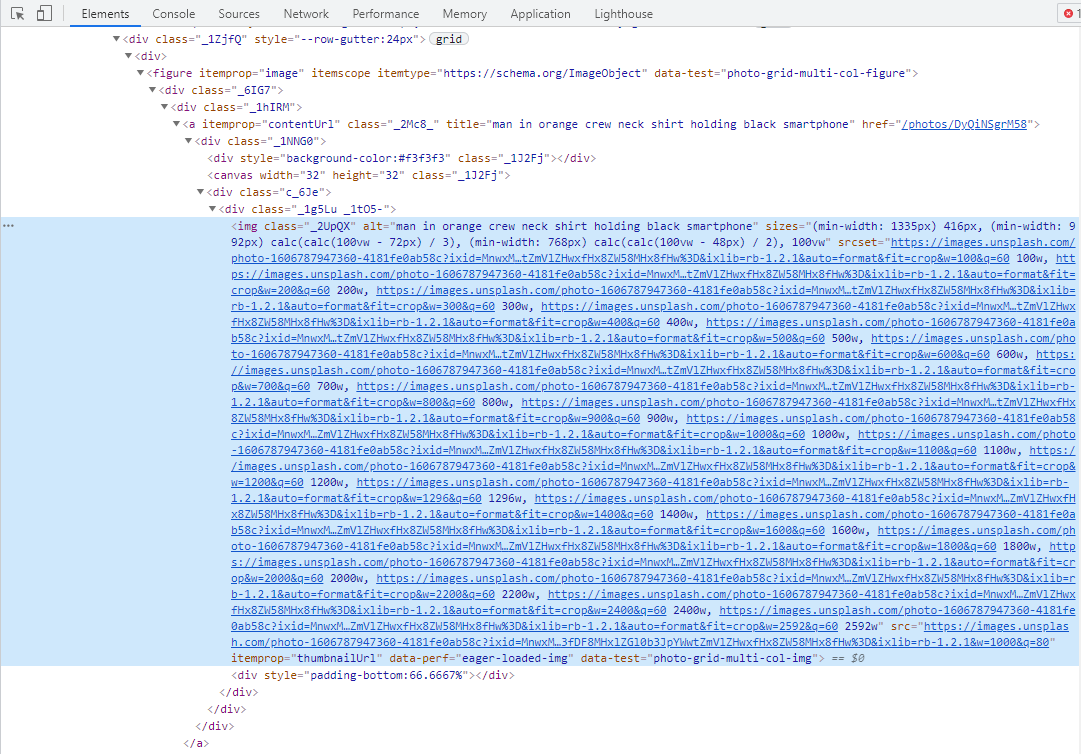 Elements Console Sources Network Performance Memory Application Lighthouse 1
▼<div class="_1ZjfQ" style="--row-gutter:24px"> grid
▼<div>
▼<figure itemprop="image" itemscope itemtype="https://schema.org/ImageObject" data-test="photo-grid-multi-col-figure">
▼<div class="_6IG7">
▼<div class="_1hIRM">
▼<a itemprop="contentUrl" class="_2Mc8_" title="man in orange crew neck shirt holding black smartphone" href="/photos/DyQiNSgrM58">
▼<div class="_1NNG0">
<div style="background-color:#f3f3f3" class="_1J2Fj"></div>
<canvas width="32" height="32" class="_1J2Fj">
▼<div class="c_6Je">
▼<div class="_1g5Lu _1tO5-">
<img class="_2UpQX" alt="man in orange crew neck shirt holding black smartphone" sizes="(min-width: 1335px) 416px, (min-width: 9
92px) calc(calc(100vw - 72px) / 3), (min-width: 768px) calc(calc(100vw - 48px) / 2), 100vw" srcset="https://images.unsplash.com/
photo-1606787947360-4181fe0ab58c?ixid=MnwxM…tZmVlZHwxfHx8ZW58MHx8fHw%3D&ixlib=rb-1.2.1&auto=format&fit=crop&w=100&q=60 100w, htt
ps://images.unsplash.com/photo-1606787947360-4181fe0ab58c?ixid=MnwxM…tZmVlZHwxfHx8ZW58MHx8fHw%3D&ixlib=rb-1.2.1&auto=format&fit=
crop&w=200&q=60 200w, https://images.unsplash.com/photo-1606787947360-4181fe0ab58c?ixid=MnwxM…tZmVlZHwxfHx8ZW58MHx8fHw%3D&ixlib=
rb-1.2.1&auto=format&fit=crop&w=300&q=60 300w, https://images.unsplash.com/photo-1606787947360-4181fe0ab58c?ixid=MnwxM…tZmVlZHwx
fHx8ZW58MHx8fHw%3D&ixlib=rb-1.2.1&auto=format&fit=crop&w=400&q=60 400w, https://images.unsplash.com/photo-1606787947360-4181fe0a
b58c?ixid=MnwxM…tZmVlZHwxfHx8ZW58MHx8fHw%3D&ixlib=rb-1.2.1&auto=format&fit=crop&w=500&q=60 500w, https://images.unsplash.com/pho
to-1606787947360-4181fe0ab58c?ixid=MnwxM…tZmVlZHwxfHx8ZW58MHx8fHw%3D&ixlib=rb-1.2.1&auto=format&fit=crop&w=600&q=60 600w, https:
//images.unsplash.com/photo-1606787947360-4181fe0ab58c?ixid=MnwxM…tZmVlZHwxfHx8ZW58MHx8fHw%3D&ixlib=rb-1.2.1&auto=format&fit=cro
p&w=700&q=60 700w, https://images.unsplash.com/photo-1606787947360-4181fe0ab58c?ixid=MnwxM…tZmVlZHwxfHx8ZW58MHx8fHw%3D&ixlib=rb-
1.2.1&auto=format&fit=crop&w=800&q=60 800w, https://images.unsplash.com/photo-1606787947360-4181fe0ab58c?ixid=MnwxM…tZmVlZHwxfHx
8ZW58MHx8fHw%3D&ixlib=rb-1.2.1&auto=format&fit=crop&w=900&q=60 900w, https://images.unsplash.com/photo-1606787947360-4181fe0ab58
c?ixid=MnwxM…ZmVlZHwxfHx8ZW58MHx8fHw%3D&ixlib=rb-1.2.1&auto=format&fit=crop&w=1000&q=60 1000w, https://images.unsplash.com/photo
-1606787947360-4181fe0ab58c?ixid=MnwxM…ZmVlZHwxfHx8ZW58MHx8fHw%3D&ixlib=rb-1.2.1&auto=format&fit=crop&w=1100&q=60 1100w, https:/
/images.unsplash.com/photo-1606787947360-4181fe0ab58c?ixid=MnwxM…ZmVlZHwxfHx8ZW58MHx8fHw%3D&ixlib=rb-1.2.1&auto=format&fit=crop&
w=1200&q=60 1200w, https://images.unsplash.com/photo-1606787947360-4181fe0ab58c?ixid=MnwxM…ZmVlZHwxfHx8ZW58MHx8fHw%3D&ixlib=rb-
1.2.1&auto=format&fit=crop&w=1296&q=60 1296w, https://images.unsplash.com/photo-1606787947360-4181fe0ab58c?ixid=MnwxM…ZmVlZHwxfH
x8ZW58MHx8fHw%3D&ixlib=rb-1.2.1&auto=format&fit=crop&w=1400&q=60 1400w, https://images.unsplash.com/photo-1606787947360-4181fe0a
b58c?ixid=MnwxM…ZmVlZHwxfHx8ZW58MHx8fHw%3D&ixlib=rb-1.2.1&auto=format&fit=crop&w=1600&q=60 1600w, https://images.unsplash.com/ph
oto-1606787947360-4181fe0ab58c?ixid=MnwxM…ZmVlZHwxfHx8ZW58MHx8fHw%3D&ixlib=rb-1.2.1&auto=format&fit=crop&w=1800&q=60 1800w, http
s://images.unsplash.com/photo-1606787947360-4181fe0ab58c?ixid=MnwxM…ZmVlZHwxfHx8ZW58MHx8fHw%3D&ixlib=rb-1.2.1&auto=format&fit=cr
op&w=2000&q=60 2000w, https://images.unsplash.com/photo-1606787947360-4181fe0ab58c?ixid=MnwxM…ZmVlZHwxfHx8ZW58MHx8fHw%3D&ixlib=r
b-1.2.1&auto=format&fit=crop&w=2200&q=60 2200w, https://images.unsplash.com/photo-1606787947360-4181fe0ab58c?ixid=MnwxM…ZmVlZHwx
fHx8ZW58MHx8fHw%3D&ixlib=rb-1.2.1&auto=format&fit=crop&w=2400&q=60 2400w, https://images.unsplash.com/photo-1606787947360-4181fe
0ab58c?ixid=MnwxM…ZmVlZHwxfHx8ZW58MHx8fHw%3D&ixlib=rb-1.2.1&auto=format&fit=crop&w=2592&q=60 2592w" src="https://images.unsplas
h.com/photo-1606787947360-4181fe0ab58c?ixid=MnwxM…3fDF8MHxlZGl0b3JpYWwtZmVlZHwxfHx8ZW58MHx8fHw%3D&ixlib=rb-1.2.1&w=1000&q=80"
itemprop="thumbnailUrl" data-perf="eager-loaded-img" data-test="photo-grid-multi-col-img"> == $0
<div style="padding-bottom:66.6667%"></div>
</div>
</div>
</div>
</a>